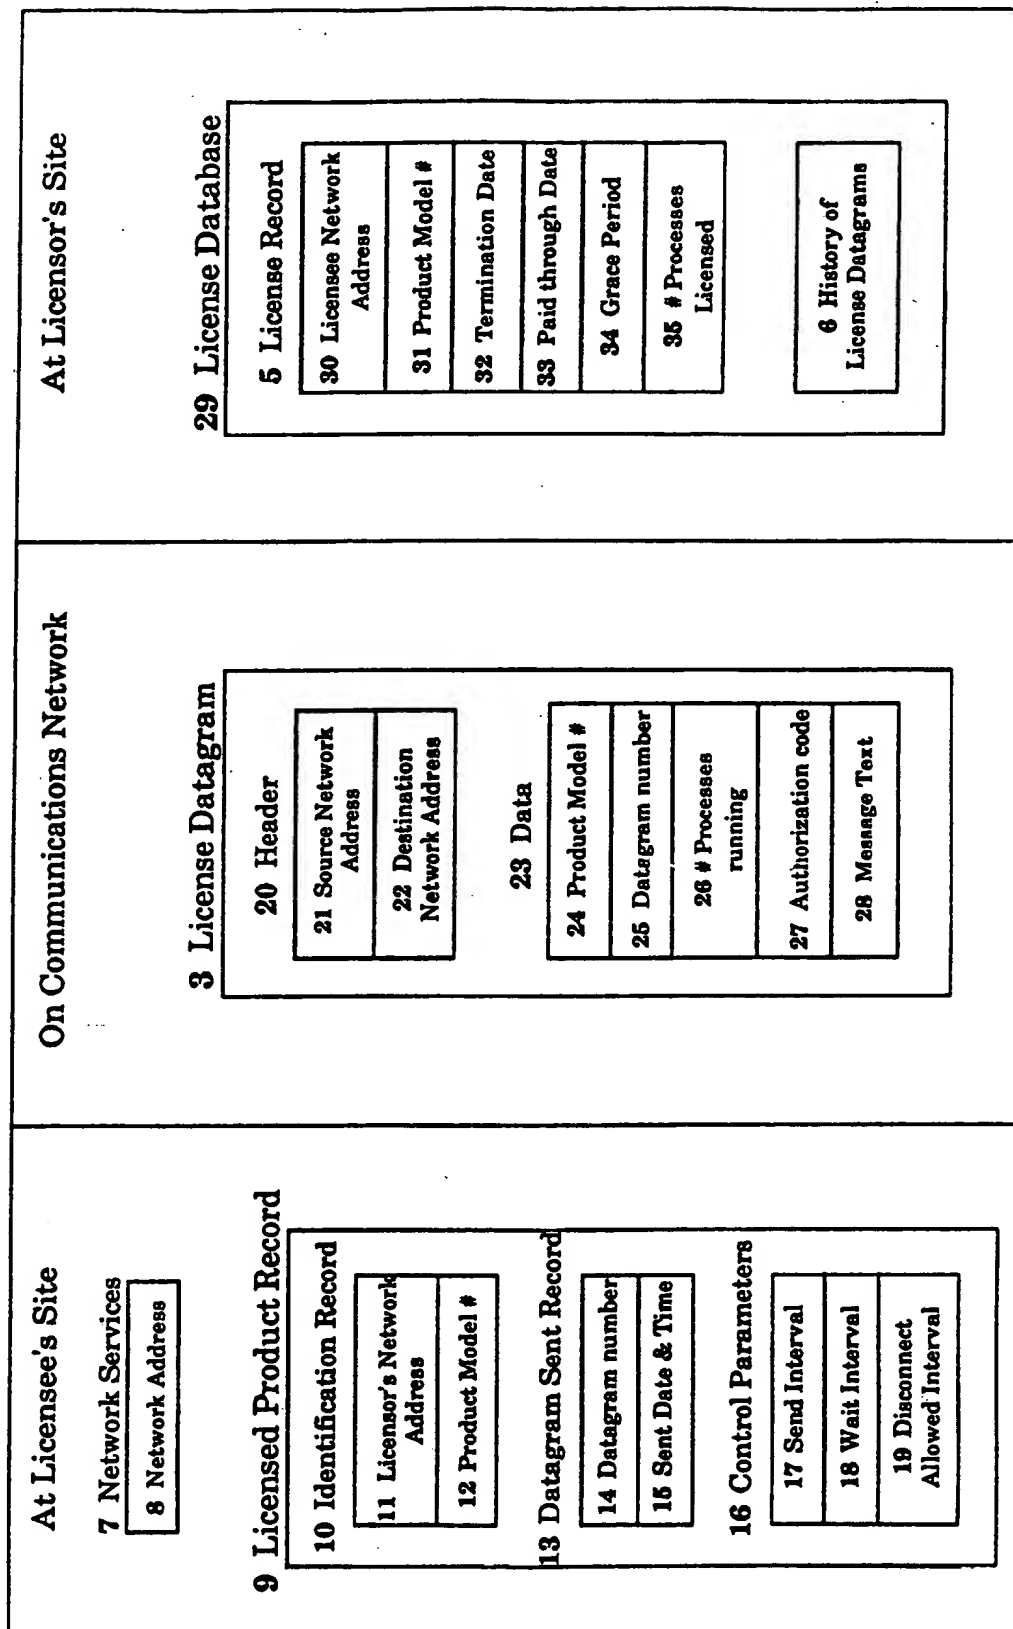 At Licensee's Site
7 Network Services
8 Network Address
9 Licensed Product Record
10 Identification Record
11 Licensor's Network
Address
12 Product Model #
13 Datagram Sent Record
14 Datagram number
15 Sent Date & Time
16 Control Parameters
17 Send Interval
18 Wait Interval
19 Disconnect
Allowed Interval
On Communications Network
3 License Datagram
20 Header
21 Source Network
Address
22 Destination
Network Address
23 Data
24 Product Model #
25 Datagram number
26 # Processes
running
27 Authorization code
28 Message Text
At Licensor's Site
29 License Database
5 License Record
30 Licensee Network
Address
31 Product Model #
32 Termination Date
33 Paid through Date
34 Grace Period
35 # Processes
Licensed
6 History of
License Datagrams